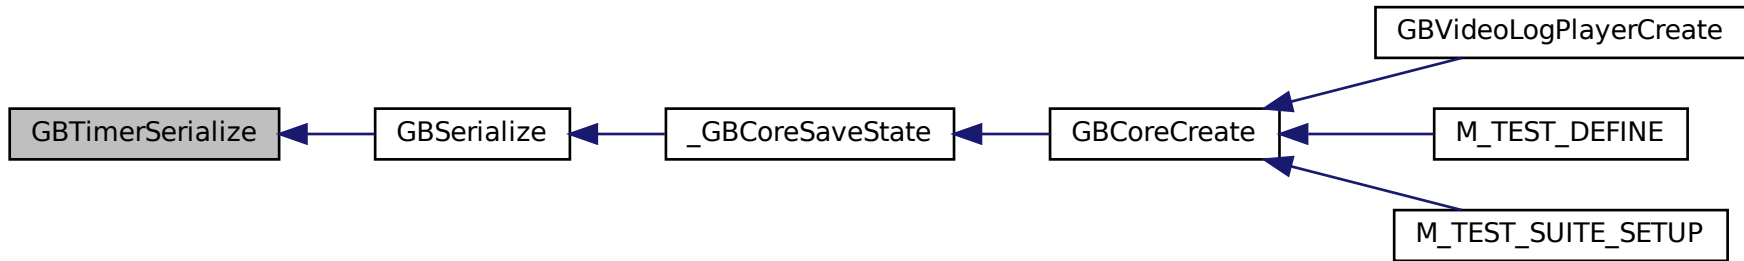 GBVideoLogPlayerCreate
GBTimerSerialize
GBSerialize
_GBCoreSaveState
GBCoreCreate
M_TEST_DEFINE
M_TEST_SUITE_SETUP